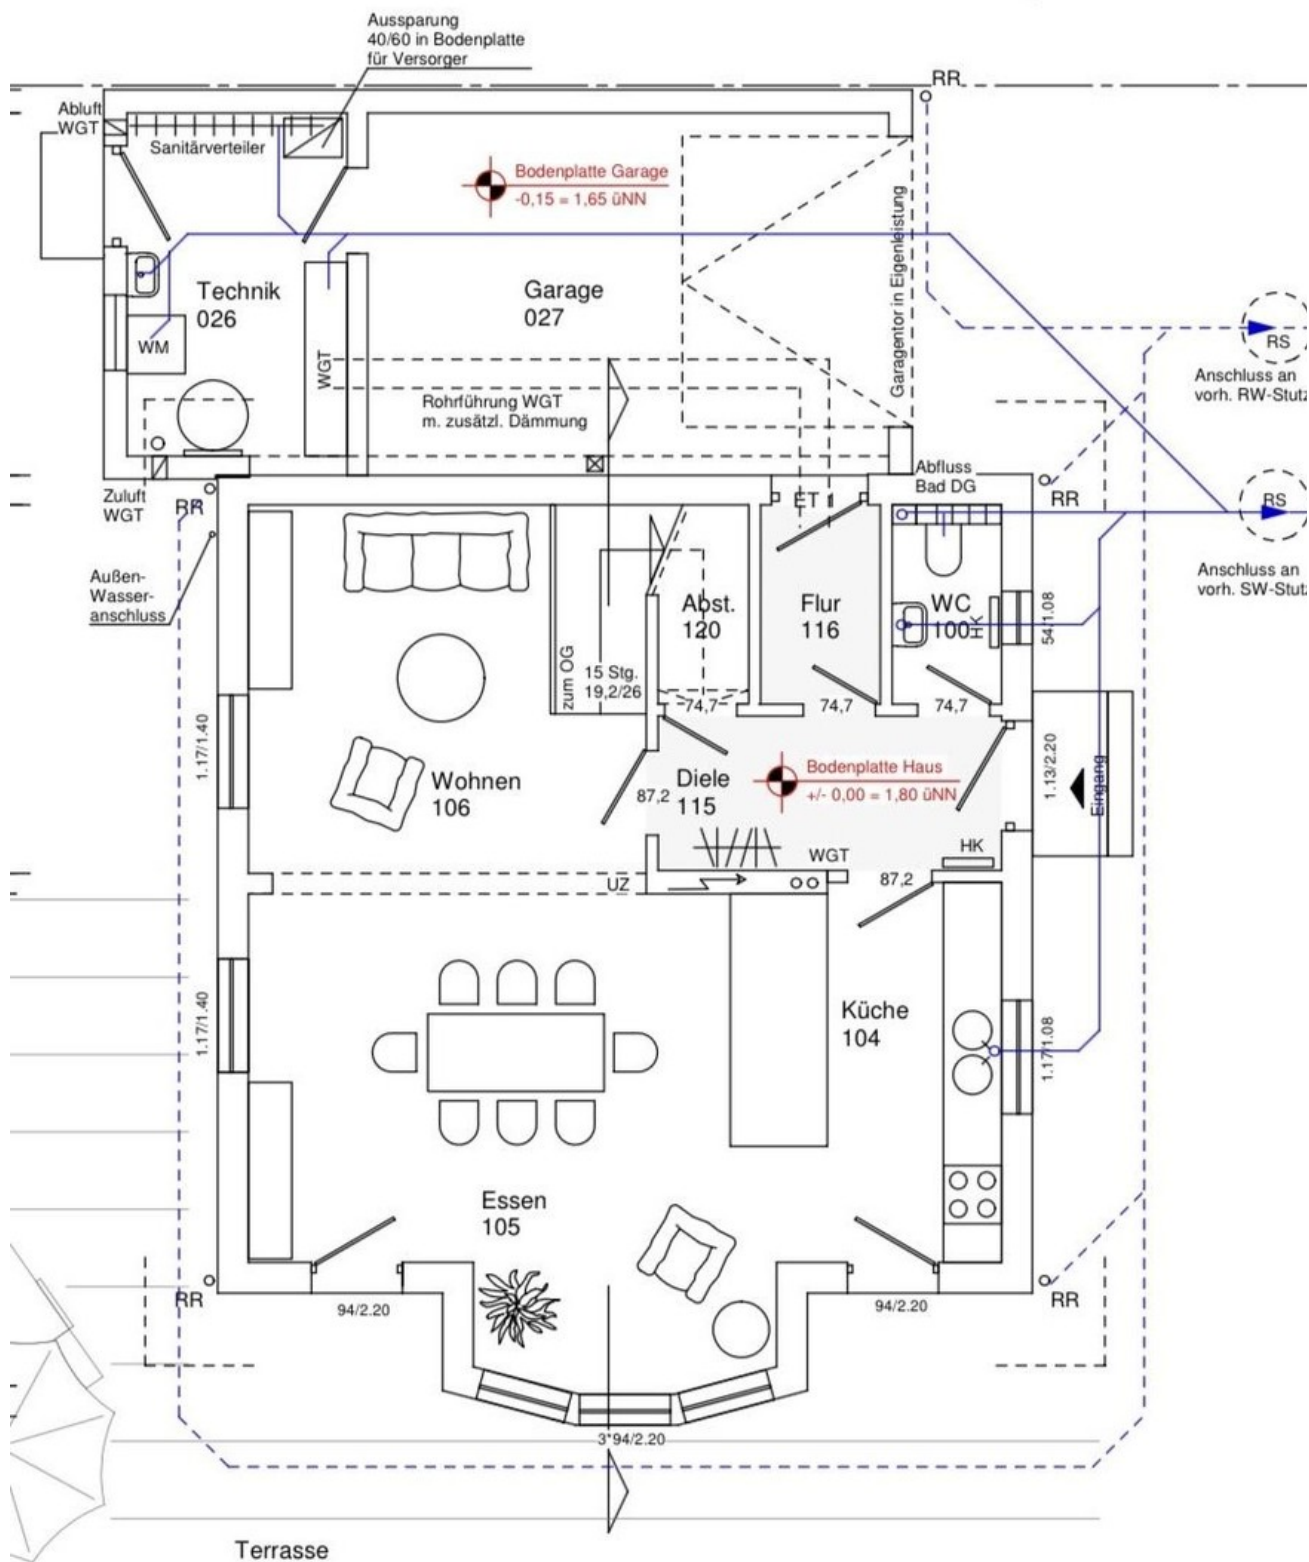 Aussparung
40/60 in Bodenplatte
für Versorger
RR
Abluft
WGT
Sanitärverteiler
Bodenplatte Garage
-0,15 = 1,65 üNN
Garagentor in Eigenleistung
Technik
026
Garage
027
WM
WGT
RS
Anschluss an
vorh. RW-Stutz
Rohrführung WGT
m. zusätzl. Dämmung
Zuluft
WGT
RR
ET
Abfluss
Bad DG
RR
RS
Anschluss an
vorh. SW-Stutz
Außen-
Wasser-
anschluss
Abst.
120
Flur
116
WC
100
HK
54/1.08
zum OG
15 Stg.
19,2/26
74,7
74,7
74,7
1.17/1.40
Wohnen
106
87,2
Diele
115
Bodenplatte Haus
+/- 0,00 = 1,80 üNN
1.13/2.20
Eingang
WGT
HK
UZ
87,2
1.17/1.40
Küche
104
1.17/1.08
Essen
105
RR
94/2.20
94/2.20
RR
3*94/2.20
Terrasse